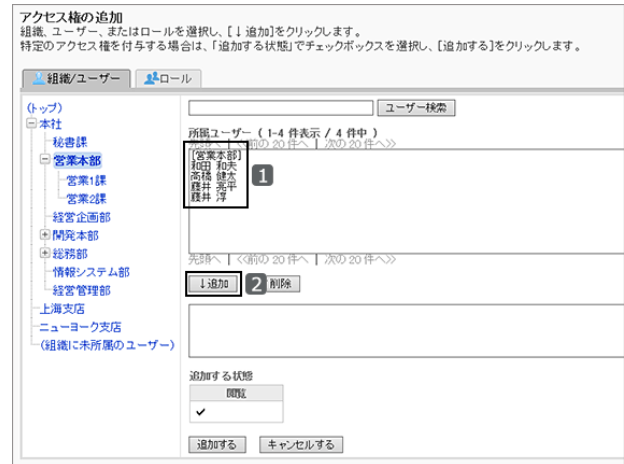 アクセス権の追加
組織、ユーザー、またはロールを選択し、[↓追加]をクリックします。
特定のアクセス権を付与する場合は、「追加する状態」でチェックボックスを選択し、[追加する]をクリックします。
組織/ユーザー
ロール
(トップ)
本社
秘書課
営業本部
営業1課
営業2課
経営企画部
開発本部
総務部
情報システム部
経営管理部
上海支店
ニューヨーク支店
(組織に未所属のユーザー)
ユーザー検索
所属ユーザー ( 1-4 件表示 / 4 件中 )
先頭へ | <<前の 20 件へ | 次の 20 件へ>>
[営業本部]
和田 和夫
高橋 健太
藤井 亮平
藤井 淳
1
先頭へ | <<前の 20 件へ | 次の 20 件へ>>
↓追加
2
削除
追加する状態
閲覧
追加する
キャンセルする